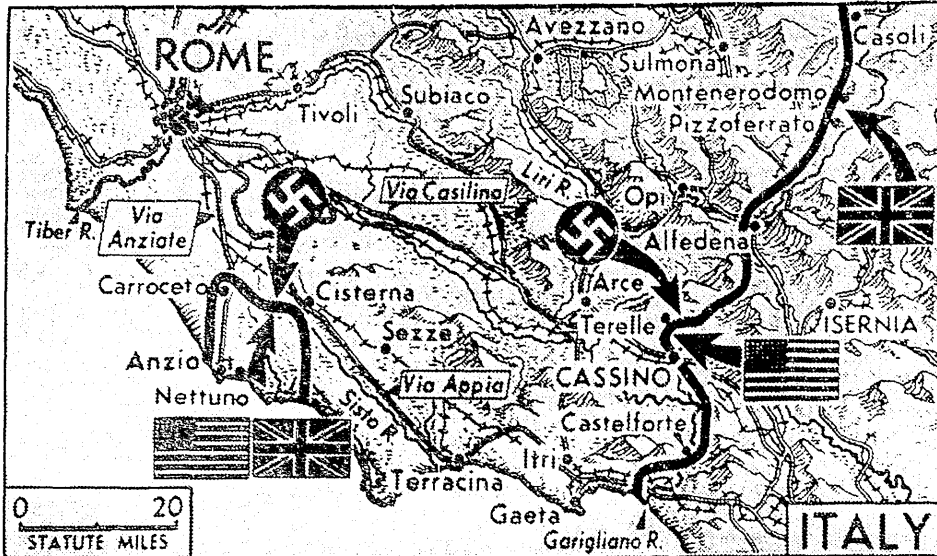 Avezzano
Casoli
ROME
Sulmona
Montenerodomo
Tivoli
Subiaco
Pizzoferrato
Liri R.
Via Casilina
Opi
Tiber R.
Via
Anziate
Alfedena
Carroceto
Cisterna
Arce
Terelle
ISERNIA
Sezze
Anzio
CASSINO
Nettuno
Via Appia
Sisto R.
Castelforte
Itri
Terracina
Gaeta
0 20
STATUTE MILES
Garigliano R.
ITALY